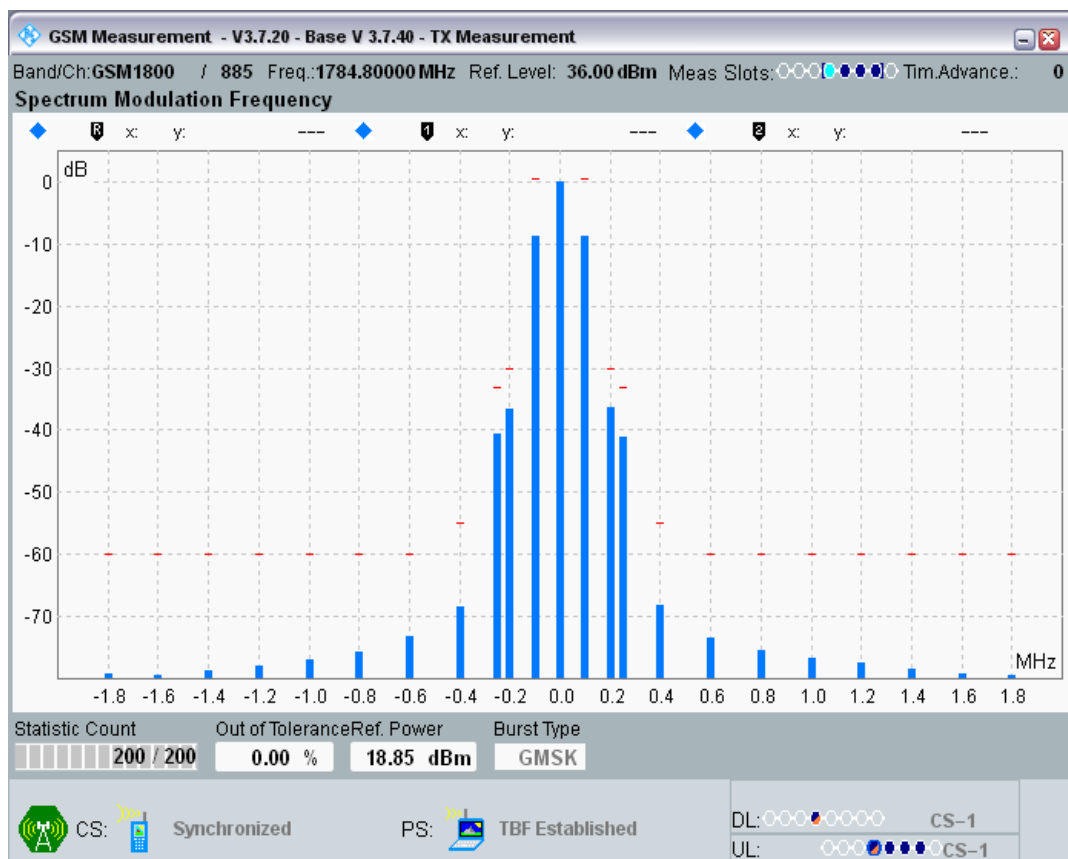 GSM Measurement - V3.7.20 - Base V 3.7.40 - TX Measurement
Band/Ch:GSM1800 / 885 Freq.:1784.80000 MHz Ref. Level: 36.00 dBm Meas Slots: Tim.Advance.: 0
Spectrum Modulation Frequency
R x: y: --- 1 x: y: --- 2 x: y: ---
dB
0
-10
-20
-30
-40
-50
-60
-70
MHz
-1.8 -1.6 -1.4 -1.2 -1.0 -0.8 -0.6 -0.4 -0.2 0.0 0.2 0.4 0.6 0.8 1.0 1.2 1.4 1.6 1.8
Statistic Count Out of Tolerance Ref. Power Burst Type
200 / 200 0.00 % 18.85 dBm GMSK
CS: Synchronized PS: TBF Established DL: CS-1
UL: CS-1